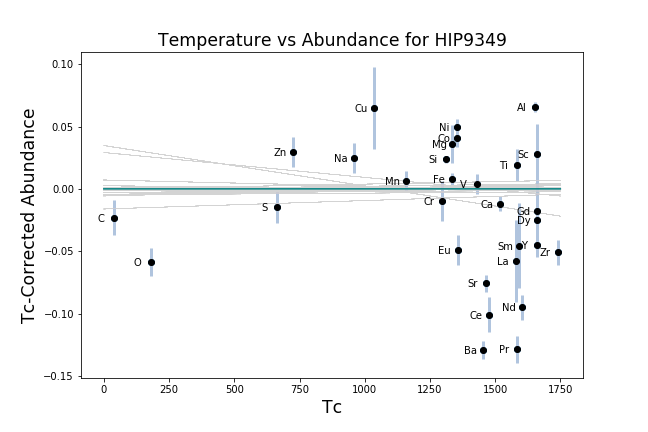 Temperature vs Abundance for HIP9349
0.10
0.05
0.00
−0.05
−0.10
−0.15
Tc-Corrected Abundance
Al
Cu
Ni
Co
Mg
Zn
Na
Si
Sc
Ti
Mn
Fe
V
Cr
Ca
S
C
Gd
Dy
O
Eu
Sm
Y
Zr
La
Sr
Nd
Ce
Ba
Pr
0
250
500
750
1000
1250
1500
1750
Tc